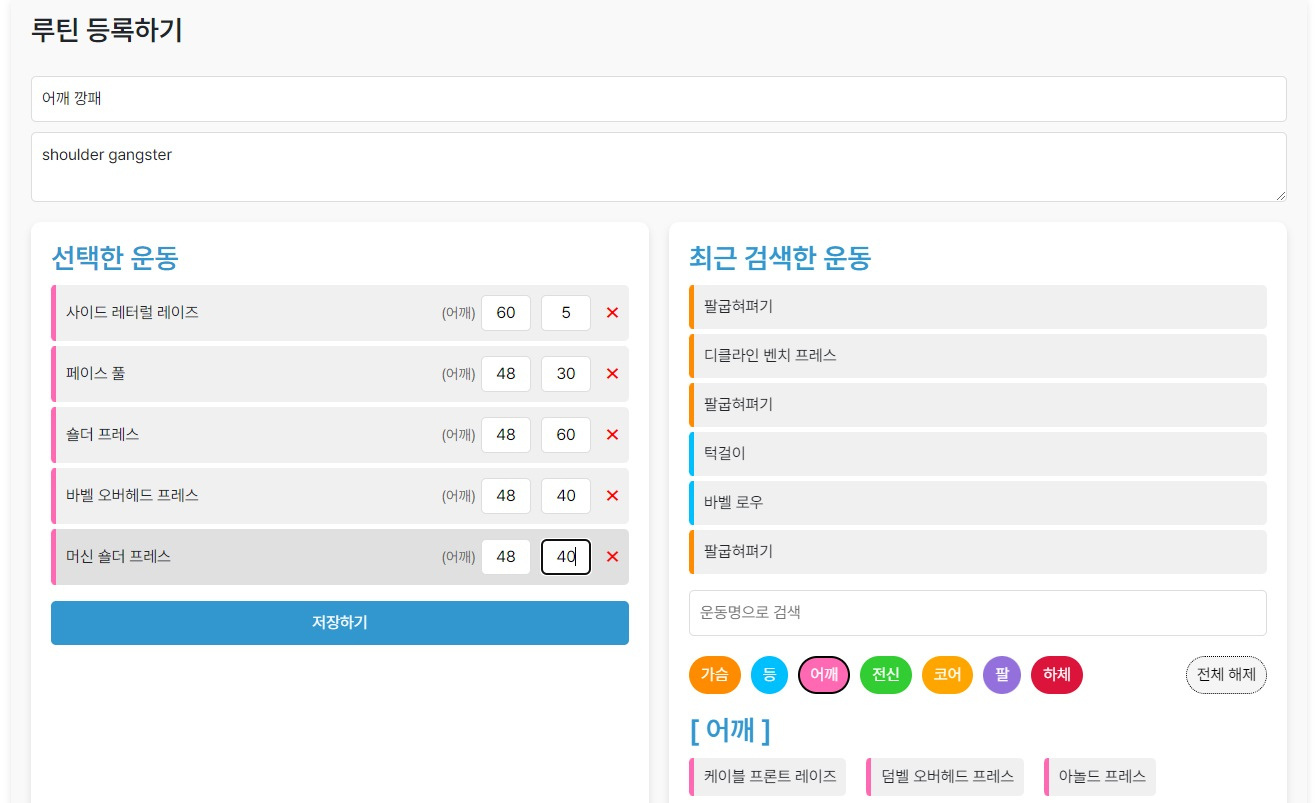 루틴 등록하기
어깨 깡패
shoulder gangster
선택한 운동
사이드 레터럴 레이즈 (어깨) 60 5 ✕
페이스 풀 (어깨) 48 30 ✕
숄더 프레스 (어깨) 48 60 ✕
바벨 오버헤드 프레스 (어깨) 48 40 ✕
머신 숄더 프레스 (어깨) 48 40 ✕
저장하기
최근 검색한 운동
팔굽혀펴기
디클라인 벤치 프레스
팔굽혀펴기
턱걸이
바벨 로우
팔굽혀펴기
운동명으로 검색
가슴 등 어깨 전신 코어 팔 하체 전체 해제
[ 어깨 ]
케이블 프론트 레이즈 덤벨 오버헤드 프레스 아놀드 프레스